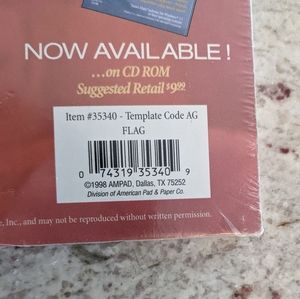 NOW AVAILABLE!
...on CD ROM
Suggested Retail $9.99
Item #35340 - Template Code AG
FLAG
0 74319 35340 9
©1998 AMPAD, Dallas, TX 75252
Division of American Pad & Paper Co.
Inc., and may not be reproduced without written permission.